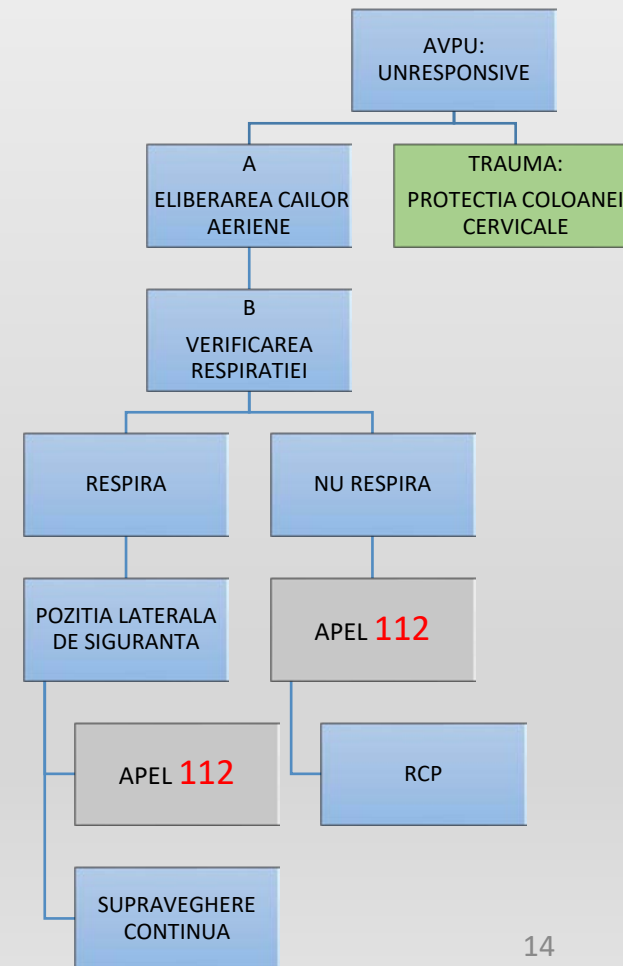 AVPU:
UNRESPONSIVE
A
ELIBERAREA CAILOR
AERIENE
TRAUMA:
PROTECTIA COLOANEI
CERVICALE
B
VERIFICAREA
RESPIRATIEI
RESPIRA
NU RESPIRA
POZITIA LATERALA
DE SIGURANTA
APEL 112
APEL 112
RCP
SUPRAVEGHERE
CONTINUA
14